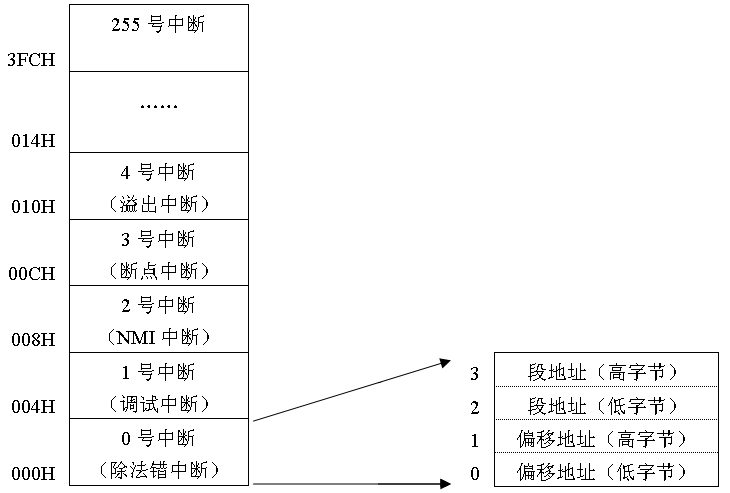 255 号中断
3FCH
……
014H
4 号中断
010H
（溢出中断）
3 号中断
00CH
（断点中断）
2 号中断
008H
（NMI 中断）
1 号中断
004H
（调试中断）
0 号中断
000H
（除法错中断）
3 段地址（高字节）
2 段地址（低字节）
1 偏移地址（高字节）
0 偏移地址（低字节）